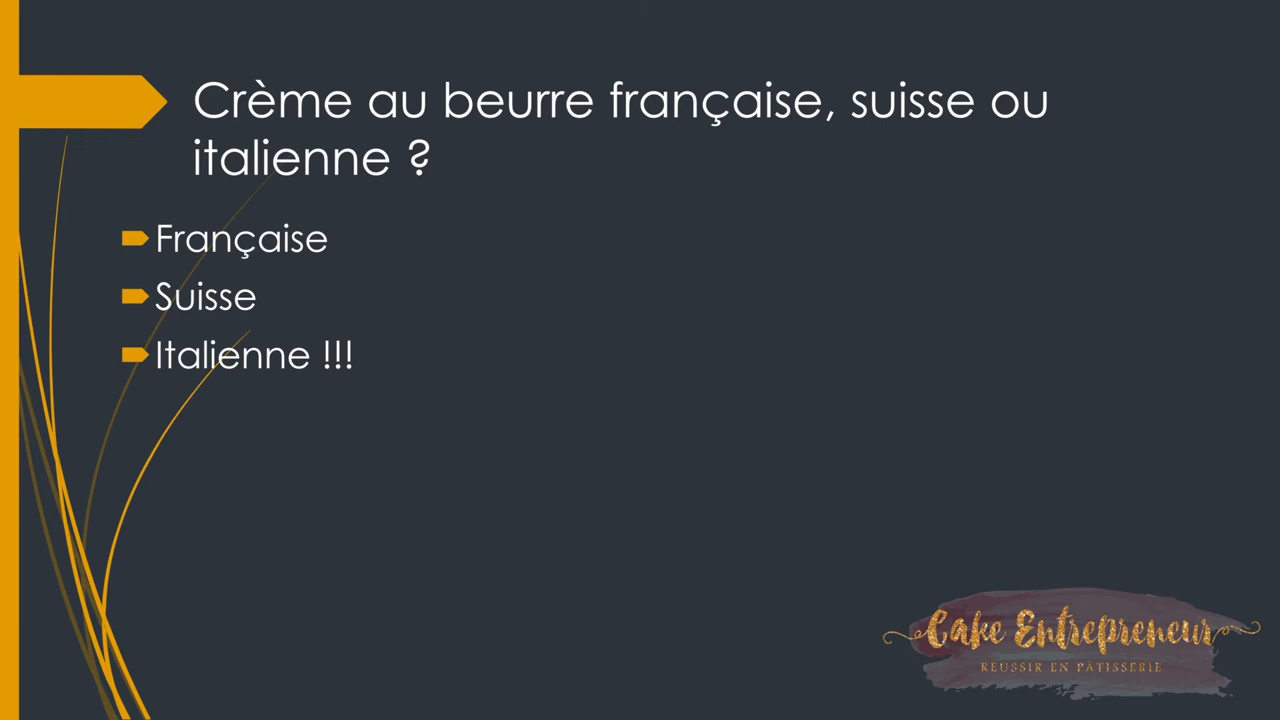 Crème au beurre française, suisse ou
italienne ?
Française
Suisse
Italienne !!!
Cake Entrepreneur
RÉUSSIR EN PÂTISSERIE